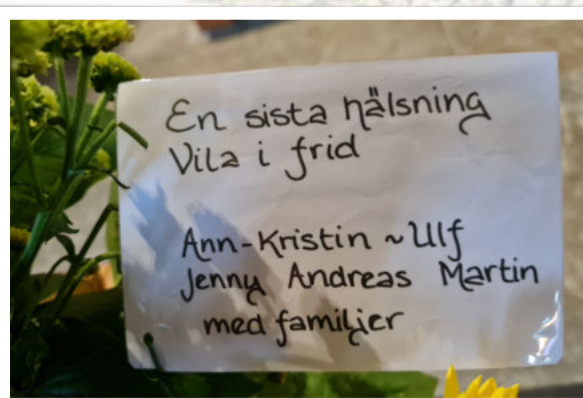 En sista hälsning
Vila i frid
Ann-Kristin ~ Ulf
Jenny Andreas Martin
med familjer